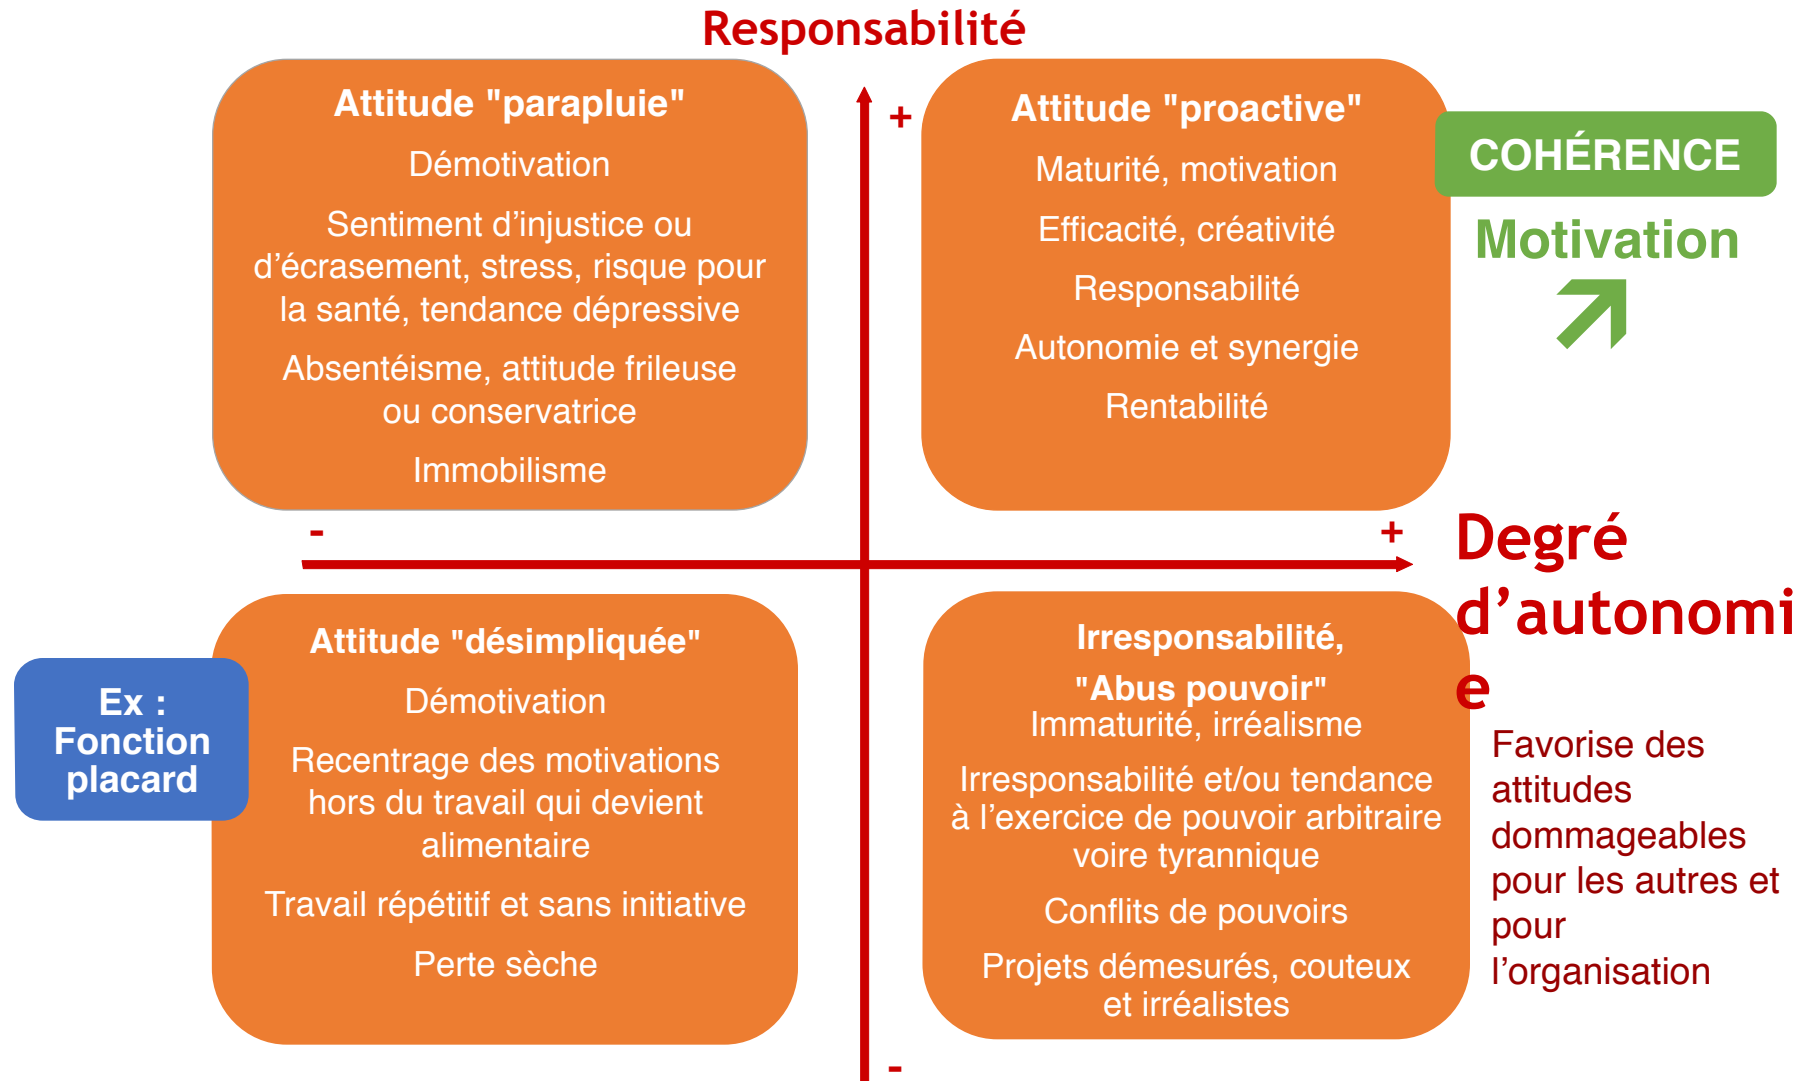 Responsabilité
Attitude "parapluie"
Démotivation
Sentiment d’injustice ou
d’écrasement, stress, risque pour
la santé, tendance dépressive
Absentéisme, attitude frileuse
ou conservatrice
Immobilisme
+
Attitude "proactive"
Maturité, motivation
Efficacité, créativité
Responsabilité
Autonomie et synergie
Rentabilité
COHÉRENCE
Motivation
-
+
Degré
d’autonomi
e
Ex :
Fonction
placard
Attitude "désimpliquée"
Démotivation
Recentrage des motivations
hors du travail qui devient
alimentaire
Travail répétitif et sans initiative
Perte sèche
Irresponsabilité,
"Abus pouvoir"
Immaturité, irréalisme
Irresponsabilité et/ou tendance
à l’exercice de pouvoir arbitraire
voire tyrannique
Conflits de pouvoirs
Projets démesurés, couteux
et irréalistes
Favorise des
attitudes
dommageables
pour les autres et
pour
l’organisation
-